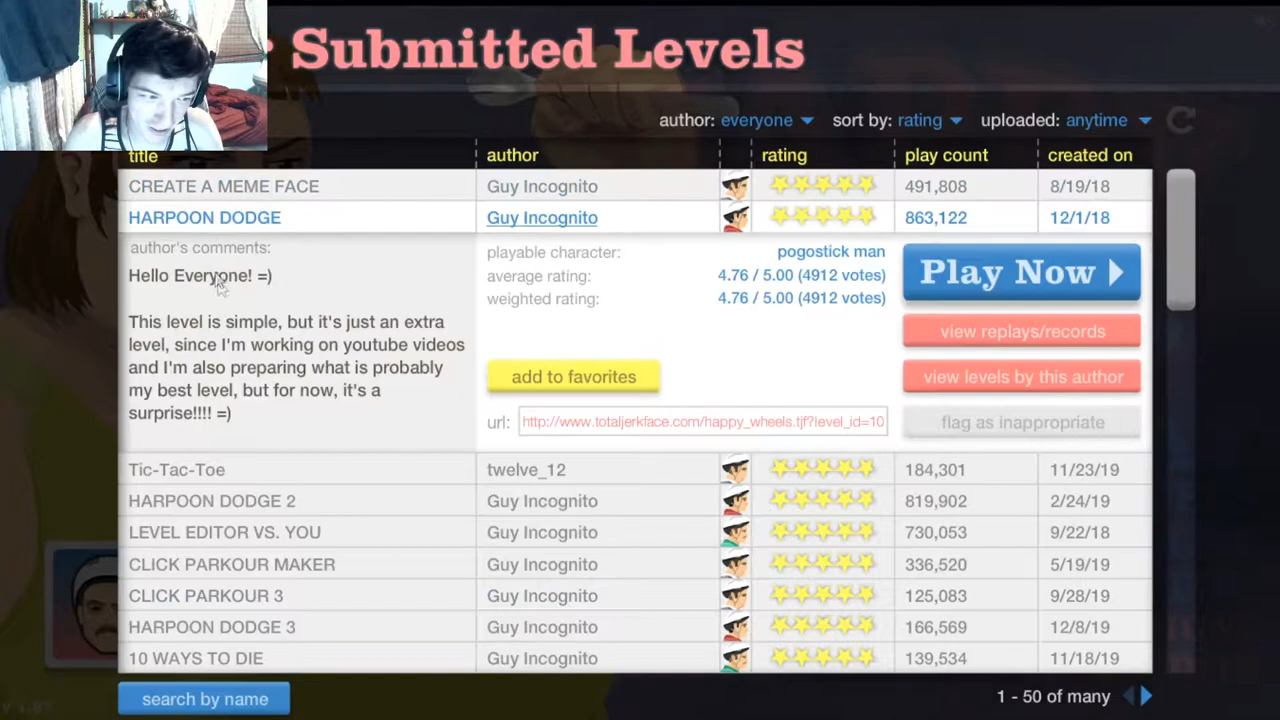 Submitted Levels
author: everyone sort by: rating uploaded: anytime
title author rating play count created on
CREATE A MEME FACE Guy Incognito 491,808 8/19/18
HARPOON DODGE Guy Incognito 863,122 12/1/18
author's comments:
Hello Everyone! =)
This level is simple, but it's just an extra
level, since I'm working on youtube videos
and I'm also preparing what is probably
my best level, but for now, it's a
surprise!!!! =)
playable character: pogostick man
average rating: 4.76 / 5.00 (4912 votes)
weighted rating: 4.76 / 5.00 (4912 votes)
add to favorites
url: http://www.totaljerkface.com/happy_wheels.tjf?level_id=10
Play Now
view replays/records
view levels by this author
flag as inappropriate
Tic-Tac-Toe twelve_12 184,301 11/23/19
HARPOON DODGE 2 Guy Incognito 819,902 2/24/19
LEVEL EDITOR VS. YOU Guy Incognito 730,053 9/22/18
CLICK PARKOUR MAKER Guy Incognito 336,520 5/19/19
CLICK PARKOUR 3 Guy Incognito 125,083 9/28/19
HARPOON DODGE 3 Guy Incognito 166,569 12/8/19
10 WAYS TO DIE Guy Incognito 139,534 11/18/19
search by name 1 - 50 of many